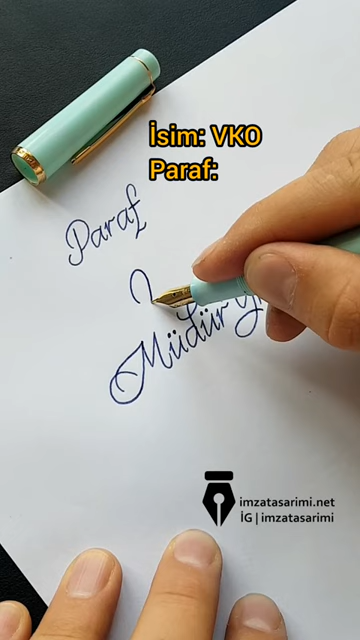 İsim: VKO
Paraf:
Paraf
Müdür
imzatasarimi.net
İG | imzatasarimi